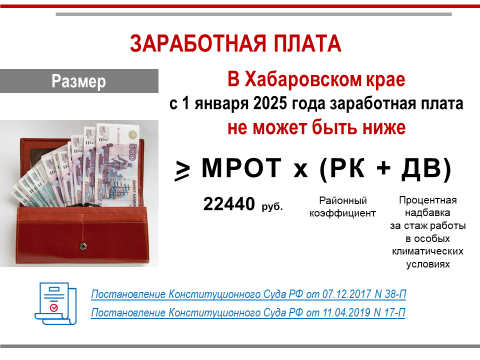 ЗАРАБОТНАЯ ПЛАТА
Размер
В Хабаровском крае
с 1 января 2025 года заработная плата
не может быть ниже
≥ МРОТ х (РК + ДВ)
22440 руб.
Районный
коэффициент
Процентная
надбавка
за стаж работы
в особых
климатических
условиях
Постановление Конституционного Суда РФ от 07.12.2017 N 38-П
Постановление Конституционного Суда РФ от 11.04.2019 N 17-П